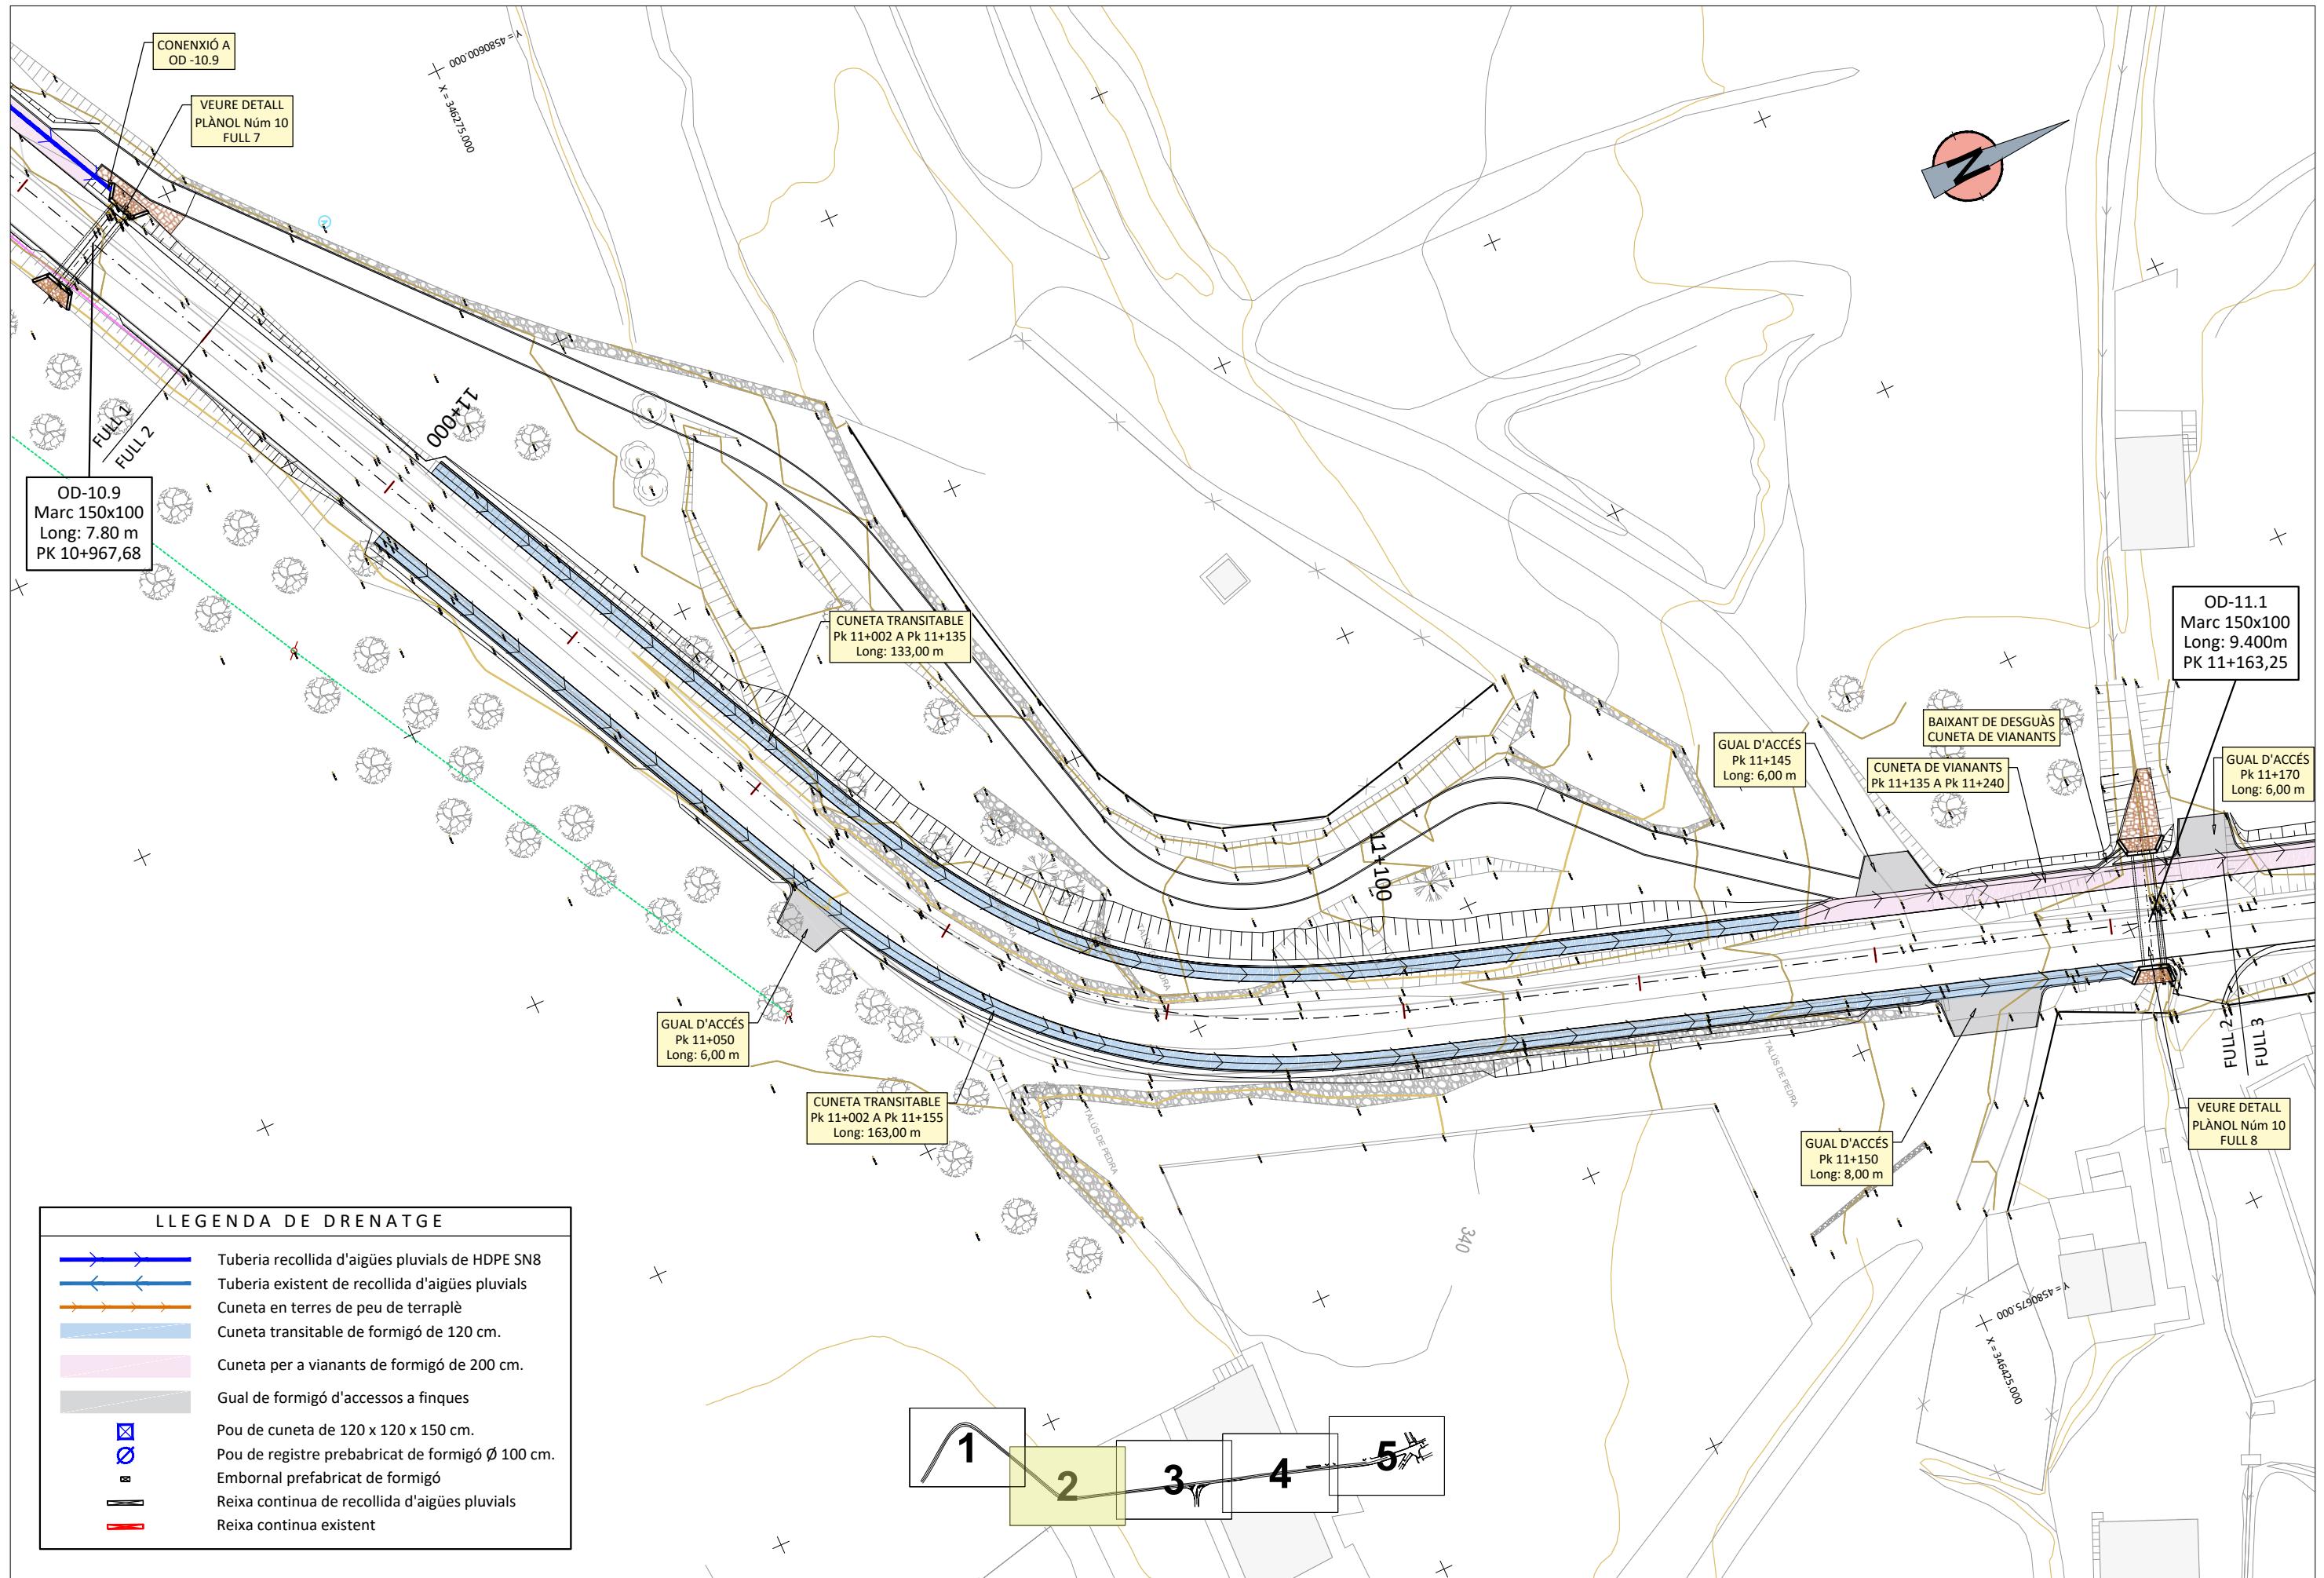 CONENXIÓ A
OD -10.9
VEURE DETALL
PLÀNOL Núm 10
FULL 7
Y = 4580600.000
X = 346275.000
N
FULL 1
FULL 2
11+000
OD-10.9
Marc 150x100
Long: 7.80 m
PK 10+967,68
CUNETA TRANSITABLE
Pk 11+002 A Pk 11+135
Long: 133,00 m
OD-11.1
Marc 150x100
Long: 9.400m
PK 11+163,25
BAIXANT DE DESGUÀS
CUNETA DE VIANANTS
GUAL D'ACCÉS
Pk 11+145
Long: 6,00 m
CUNETA DE VIANANTS
Pk 11+135 A Pk 11+240
GUAL D'ACCÉS
Pk 11+170
Long: 6,00 m
11+100
GUAL D'ACCÉS
Pk 11+050
Long: 6,00 m
CUNETA TRANSITABLE
Pk 11+002 A Pk 11+155
Long: 163,00 m
TALÚS DE PEDRA
TALÚS DE PEDRA
FULL 2
FULL 3
VEURE DETALL
PLÀNOL Núm 10
FULL 8
GUAL D'ACCÉS
Pk 11+150
Long: 8,00 m
340
Y = 4580675.000
X = 346425.000
LLEGENDA DE DRENATGE
Tuberia recollida d'aigües pluvials de HDPE SN8
Tuberia existent de recollida d'aigües pluvials
Cuneta en terres de peu de terraplè
Cuneta transitable de formigó de 120 cm.
Cuneta per a vianants de formigó de 200 cm.
Gual de formigó d'accessos a finques
Pou de cuneta de 120 x 120 x 150 cm.
Pou de registre prebabricat de formigó Ø 100 cm.
Embornal prefabricat de formigó
Reixa continua de recollida d'aigües pluvials
Reixa continua existent
1
2
3
4
5